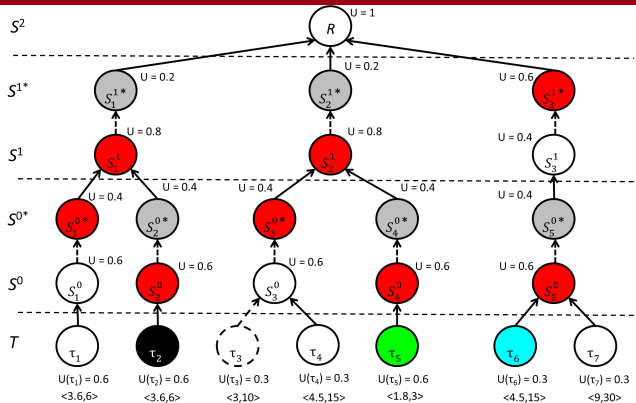 S² R U = 1
U = 0.2 U = 0.2 U = 0.6
S¹* S₁¹* S₂¹* S₃¹*
U = 0.8 U = 0.8 U = 0.4
S¹ S₁¹ S₂¹ S₃¹
U = 0.4 U = 0.4 U = 0.4 U = 0.4 U = 0.4
S⁰* S₁⁰* S₂⁰* S₃⁰* S₄⁰* S₅⁰*
U = 0.6 U = 0.6 U = 0.6 U = 0.6 U = 0.6
S⁰ S₁⁰ S₂⁰ S₃⁰ S₄⁰ S₅⁰
T τ₁ τ₂ τ₃ τ₄ τ₅ τ₆ τ₇
U(τ₁) = 0.6 U(τ₂) = 0.6 U(τ₃) = 0.3 U(τ₄) = 0.3 U(τ₅) = 0.6 U(τ₆) = 0.3 U(τ₇) = 0.3
<3.6,6> <3.6,6> <3,10> <4.5,15> <1.8,3> <4.5,15> <9,30>